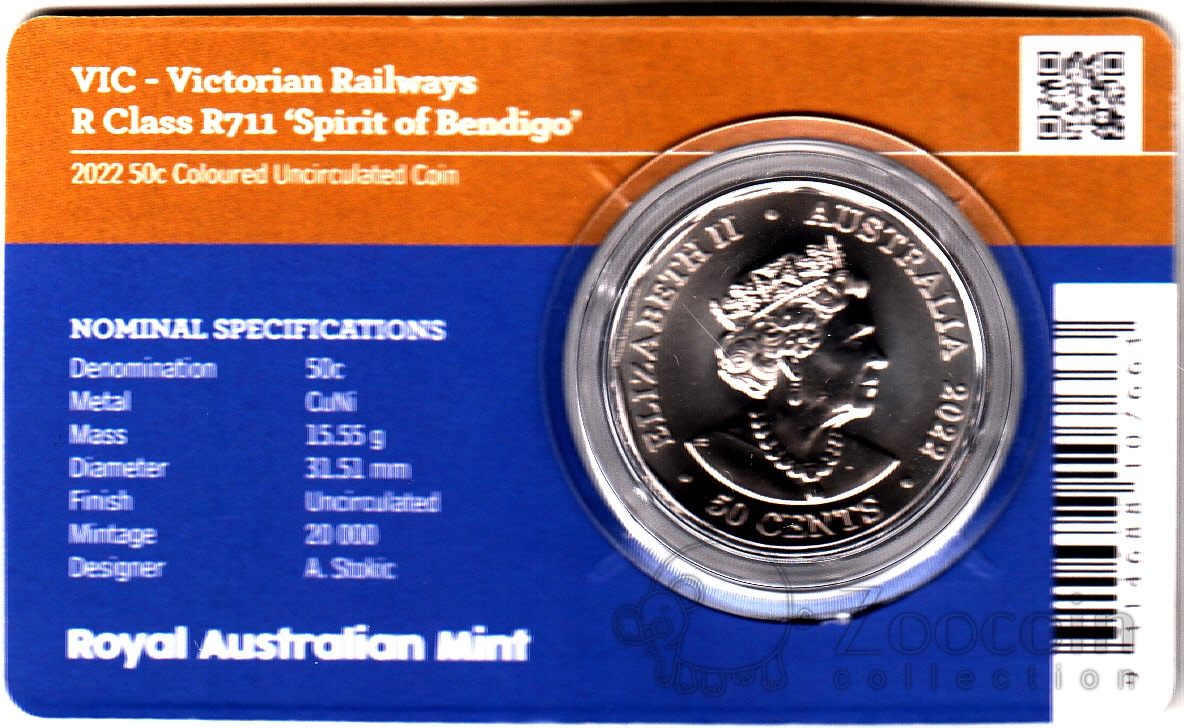 VIC - Victorian Railways
R Class R711 ‘Spirit of Bendigo’
2022 50c Coloured Uncirculated Coin
NOMINAL SPECIFICATIONS
Denomination 50c
Metal CuNi
Mass 15.55 g
Diameter 31.51 mm
Finish Uncirculated
Mintage 20 000
Designer A. Stokic
Royal Australian Mint
ELIZABETH II • AUSTRALIA 2022
• 50 CENTS •
Zoocoin
collection